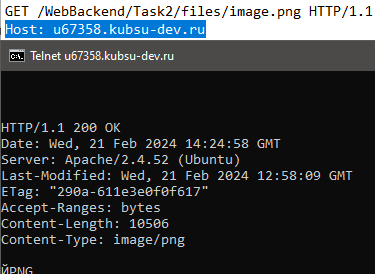 GET /WebBackend/Task2/files/image.png HTTP/1.1
Host: u67358.kubsu-dev.ru
Telnet u67358.kubsu-dev.ru
HTTP/1.1 200 OK
Date: Wed, 21 Feb 2024 14:24:58 GMT
Server: Apache/2.4.52 (Ubuntu)
Last-Modified: Wed, 21 Feb 2024 12:58:09 GMT
ETag: "290a-611e3e0f0f617"
Accept-Ranges: bytes
Content-Length: 10506
Content-Type: image/png
ЙPNG